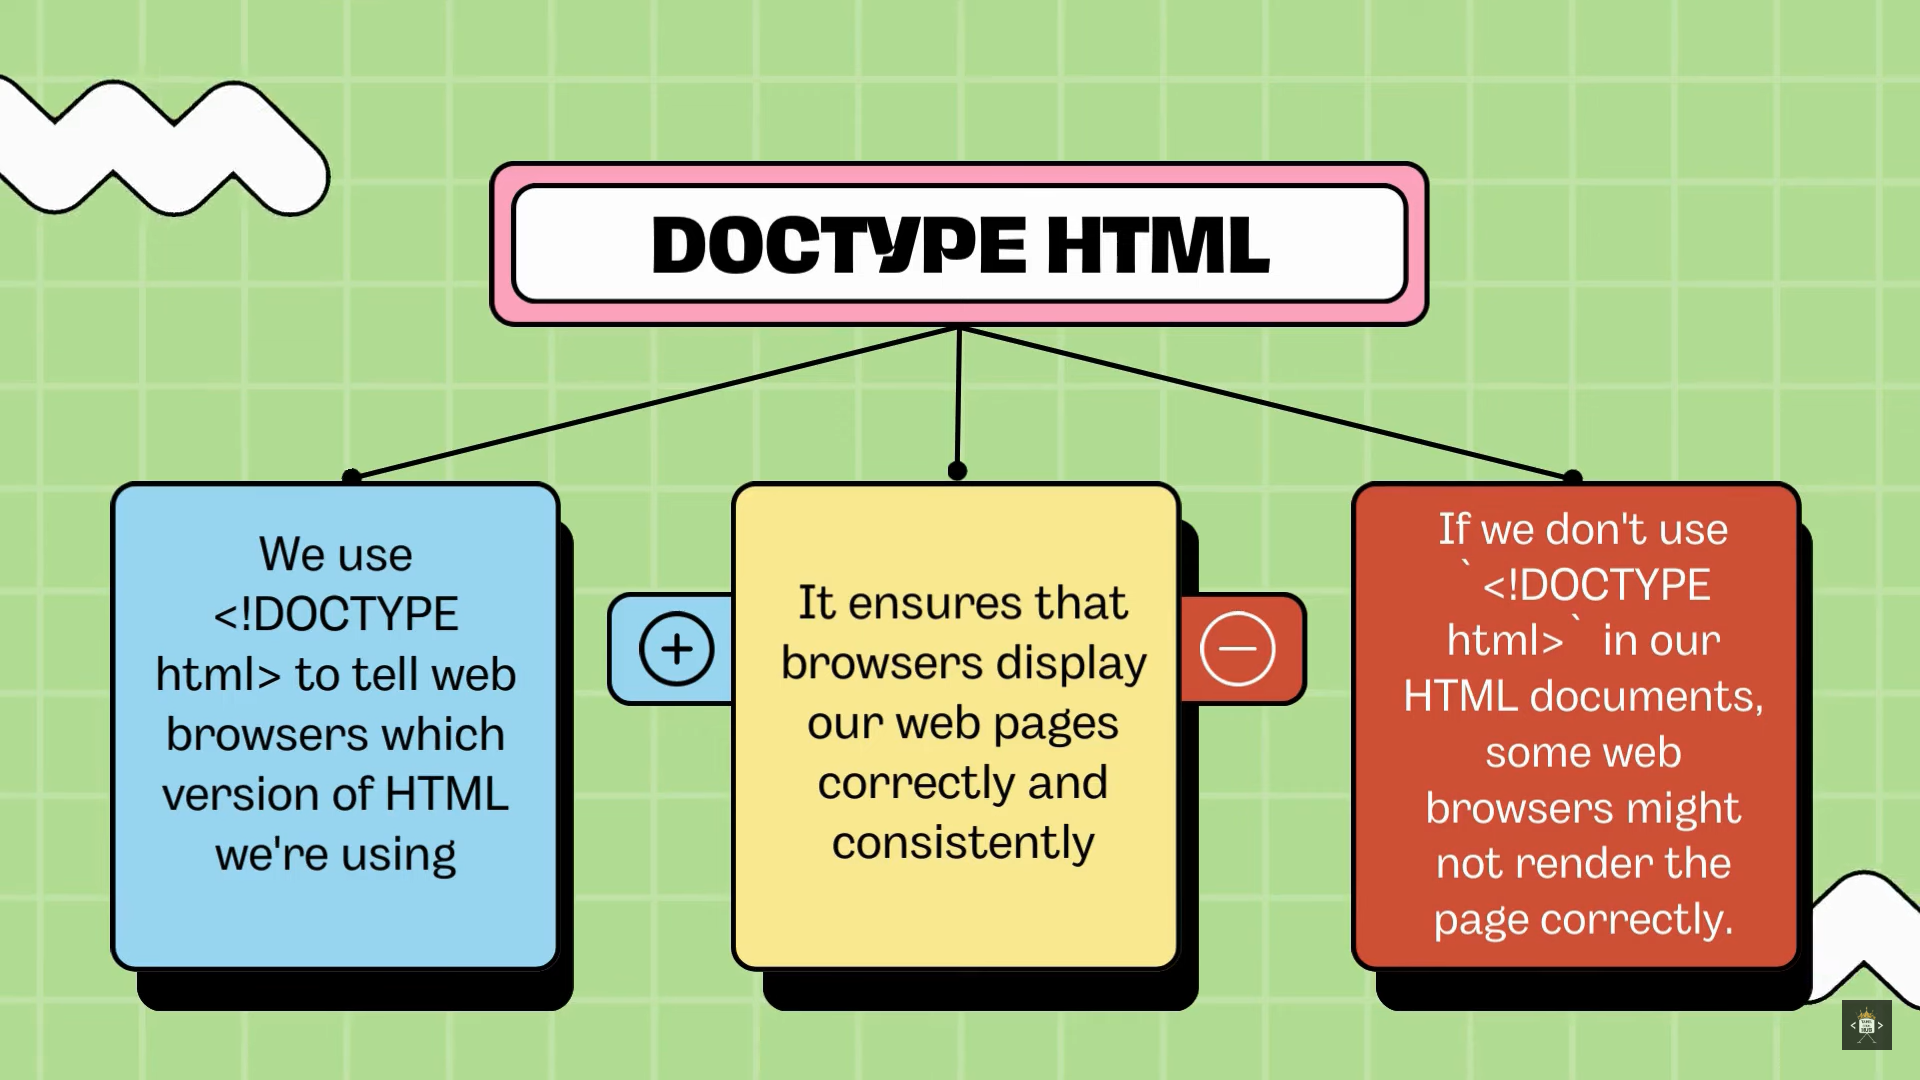 DOCTYPE HTML
We use
<!DOCTYPE
html> to tell web
browsers which
version of HTML
we're using
It ensures that
browsers display
our web pages
correctly and
consistently
If we don't use
`<!DOCTYPE
html>` in our
HTML documents,
some web
browsers might
not render the
page correctly.